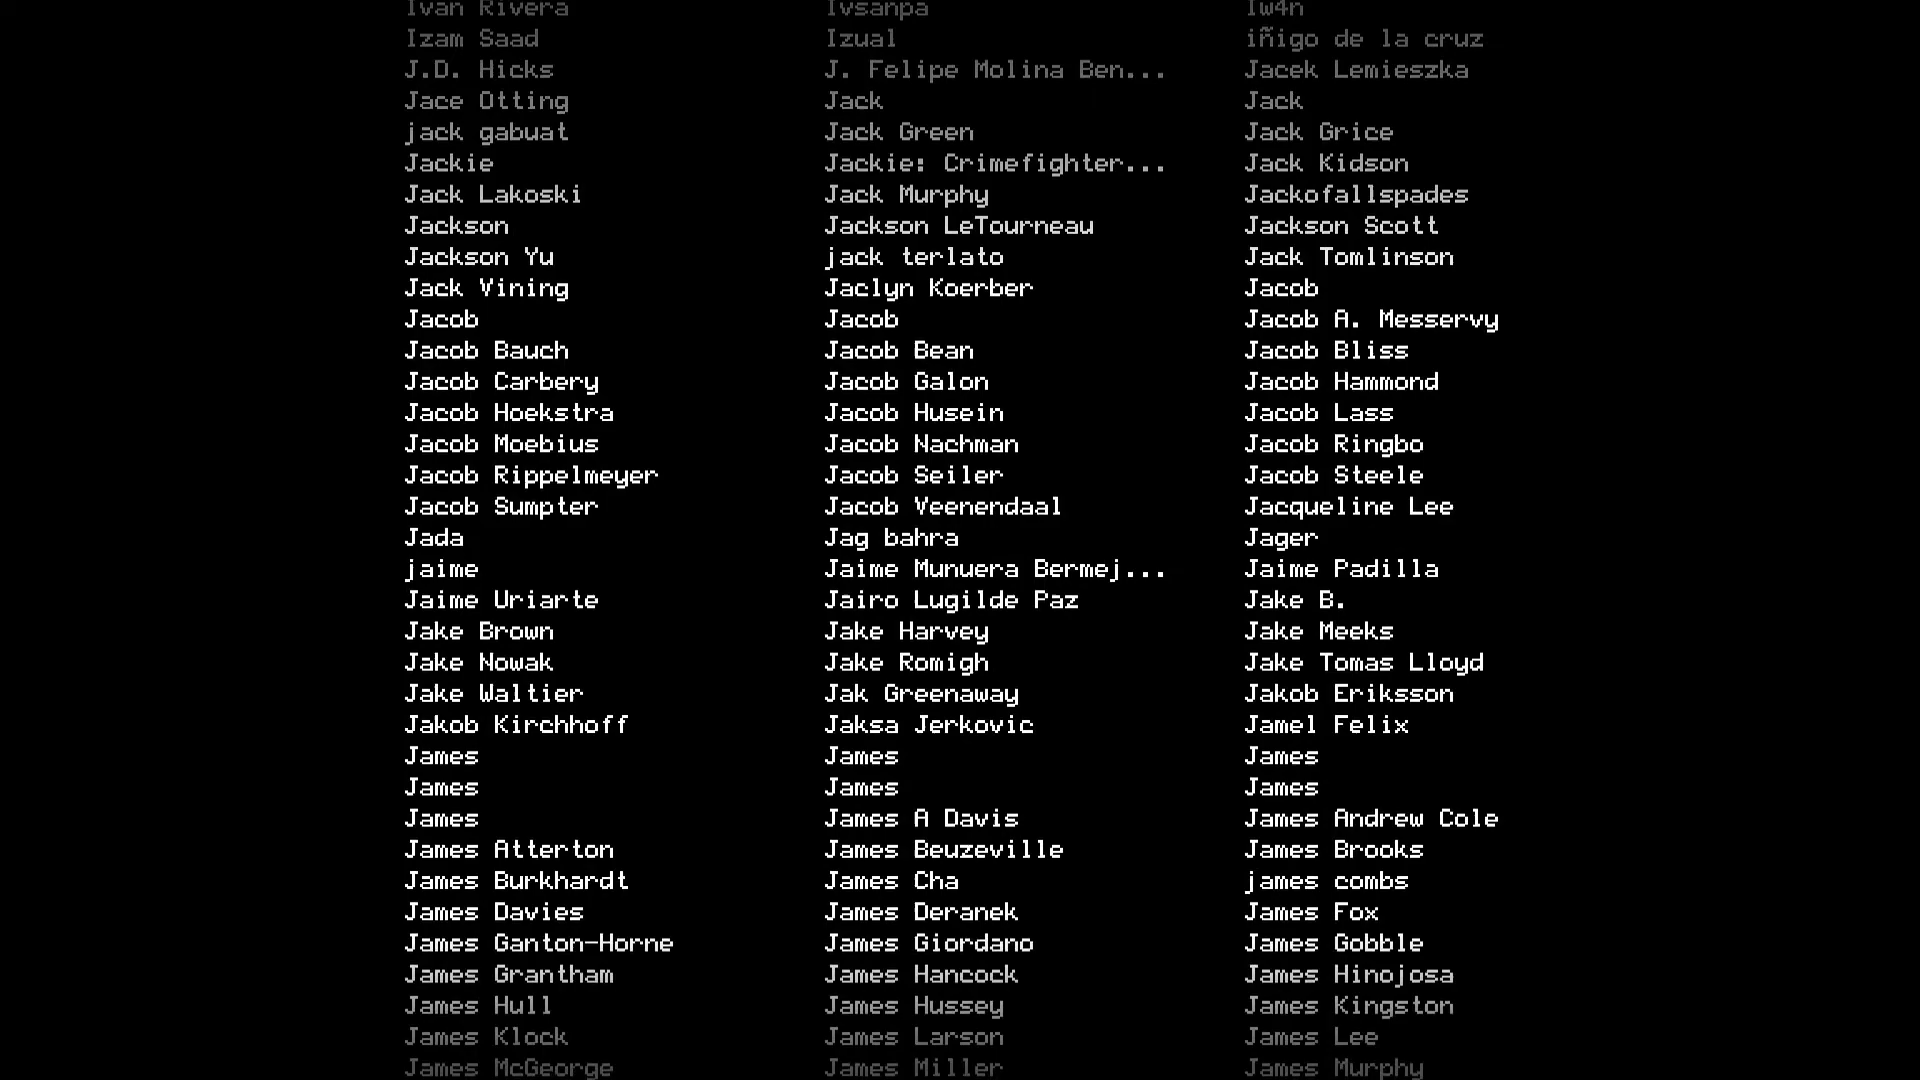 Ivan Rivera Ivsanpa Iw4n
Izam Saad Izual iñigo de la cruz
J.D. Hicks J. Felipe Molina Ben... Jacek Lemieszka
Jace Otting Jack Jack
jack gabuat Jack Green Jack Grice
Jackie Jackie: Crimefighter... Jack Kidson
Jack Lakoski Jack Murphy Jackofallspades
Jackson Jackson LeTourneau Jackson Scott
Jackson Yu jack terlato Jack Tomlinson
Jack Vining Jaclyn Koerber Jacob
Jacob Jacob Jacob A. Messervy
Jacob Bauch Jacob Bean Jacob Bliss
Jacob Carbery Jacob Galon Jacob Hammond
Jacob Hoekstra Jacob Husein Jacob Lass
Jacob Moebius Jacob Nachman Jacob Ringbo
Jacob Rippelmeyer Jacob Seiler Jacob Steele
Jacob Sumpter Jacob Veenendaal Jacqueline Lee
Jada Jag bahra Jager
jaime Jaime Munuera Bermej... Jaime Padilla
Jaime Uriarte Jairo Lugilde Paz Jake B.
Jake Brown Jake Harvey Jake Meeks
Jake Nowak Jake Romigh Jake Tomas Lloyd
Jake Waltier Jak Greenaway Jakob Eriksson
Jakob Kirchhoff Jaksa Jerkovic Jamel Felix
James James James
James James James
James James A Davis James Andrew Cole
James Atterton James Beuzeville James Brooks
James Burkhardt James Cha james combs
James Davies James Deranek James Fox
James Ganton-Horne James Giordano James Gobble
James Grantham James Hancock James Hinojosa
James Hull James Hussey James Kingston
James Klock James Larson James Lee
James McGeorge James Miller James Murphy